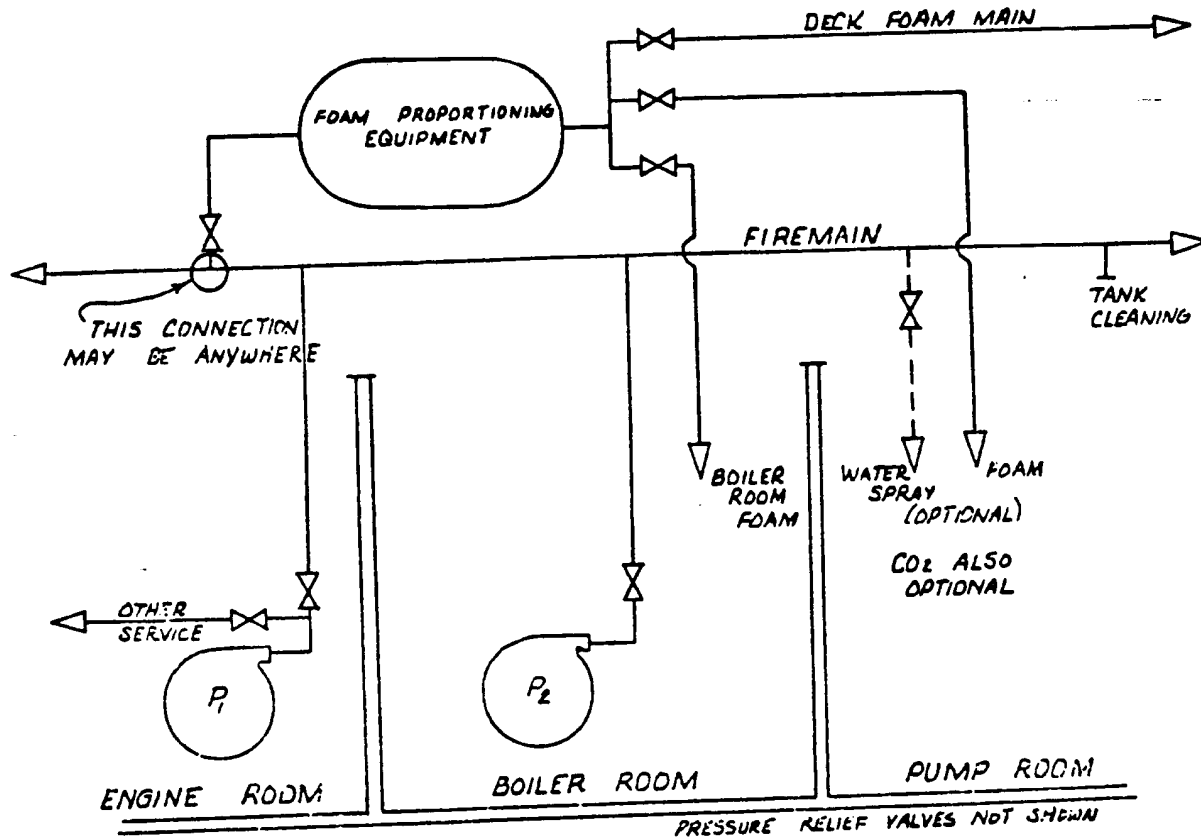 DECK FOAM MAIN
FOAM PROPORTIONING
EQUIPMENT
FIREMAIN
THIS CONNECTION
MAY BE ANYWHERE
TANK
CLEANING
BOILER
ROOM
FOAM
WATER
SPRAY
(OPTIONAL)
FOAM
CO2 ALSO
OPTIONAL
OTHER
SERVICE
P1
P2
ENGINE ROOM
BOILER ROOM
PUMP ROOM
PRESSURE RELIEF VALVES NOT SHOWN